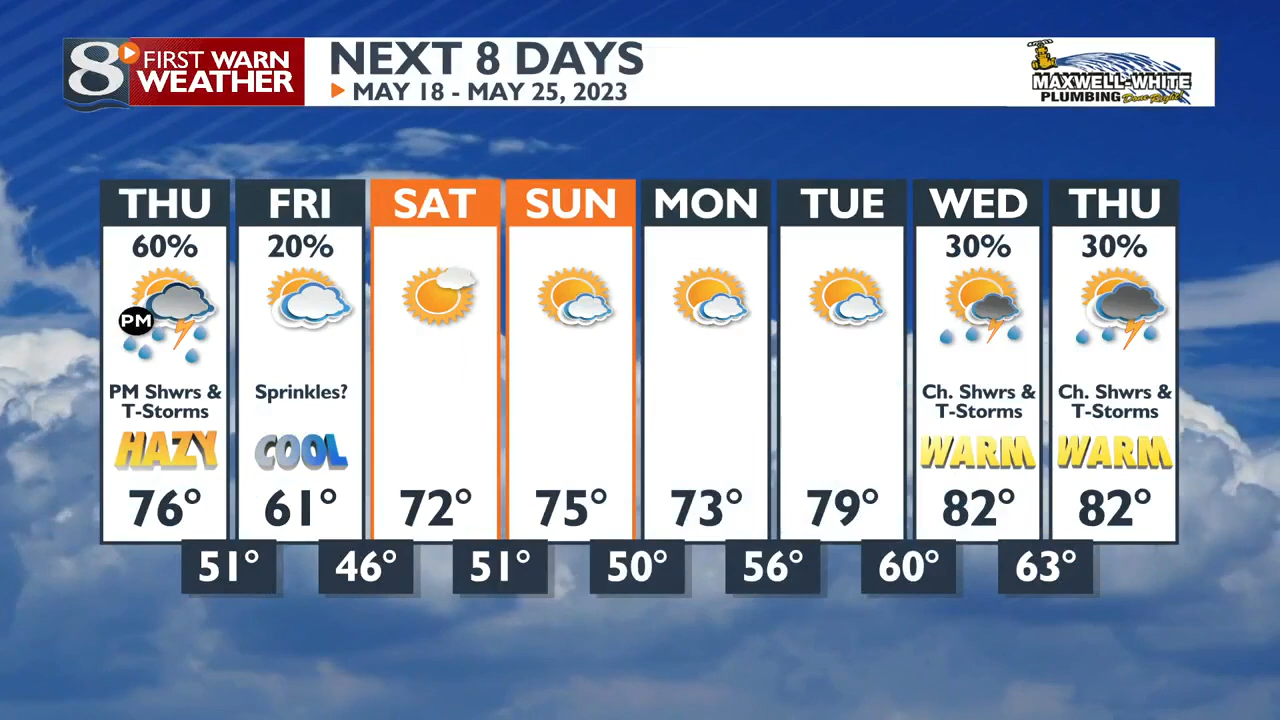 8 FIRST WARN
WEATHER
NEXT 8 DAYS
MAY 18 - MAY 25, 2023
MAXWELL-WHITE
PLUMBING Done Right!
THU FRI SAT SUN MON TUE WED THU
60% 20% 30% 30%
PM
PM Shwrs & Sprinkles? Ch. Shwrs & Ch. Shwrs &
T-Storms T-Storms T-Storms
HAZY COOL WARM WARM
76° 61° 72° 75° 73° 79° 82° 82°
51° 46° 51° 50° 56° 60° 63°